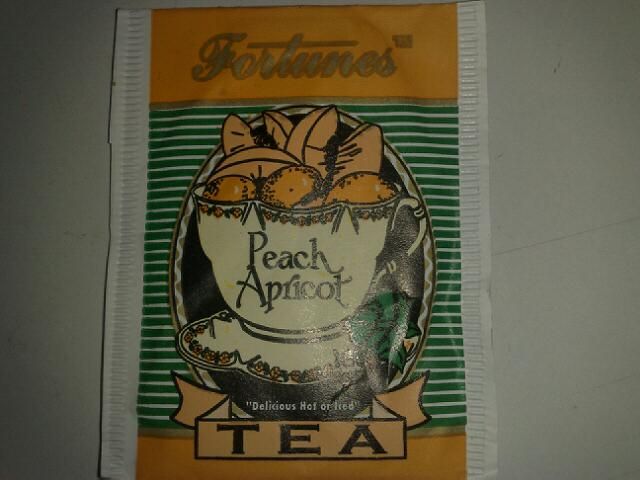 Fortunes™
Peach
Apricot
"Delicious Hot or Iced"
TEA